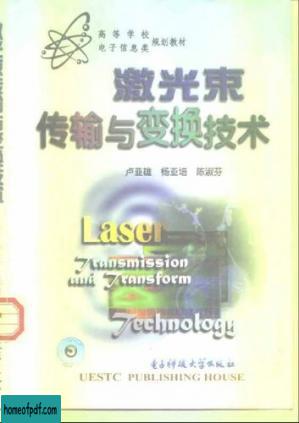 高等学校
电子信息类
规划教材
激光束
传输与变换技术
卢亚雄 杨亚培 陈淑芬
Laser
Transmission
and Transform
Technology
电子科技大学出版社
UESTC PUBLISHING HOUSE
homeofpdf.com
homeofpdf.com